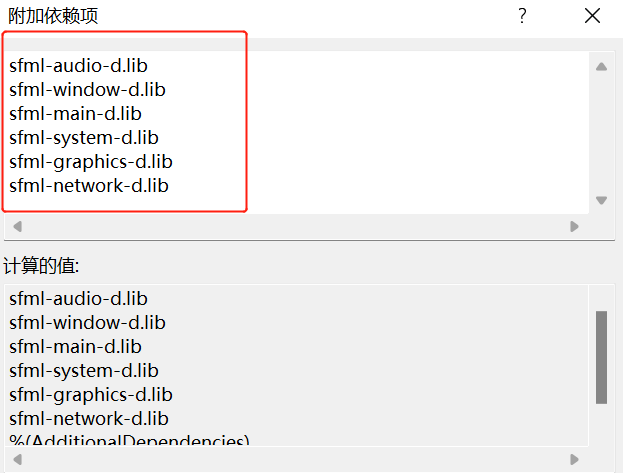 附加依赖项
?
sfml-audio-d.lib
sfml-window-d.lib
sfml-main-d.lib
sfml-system-d.lib
sfml-graphics-d.lib
sfml-network-d.lib
计算的值:
sfml-audio-d.lib
sfml-window-d.lib
sfml-main-d.lib
sfml-system-d.lib
sfml-graphics-d.lib
sfml-network-d.lib
%(AdditionalDependencies)